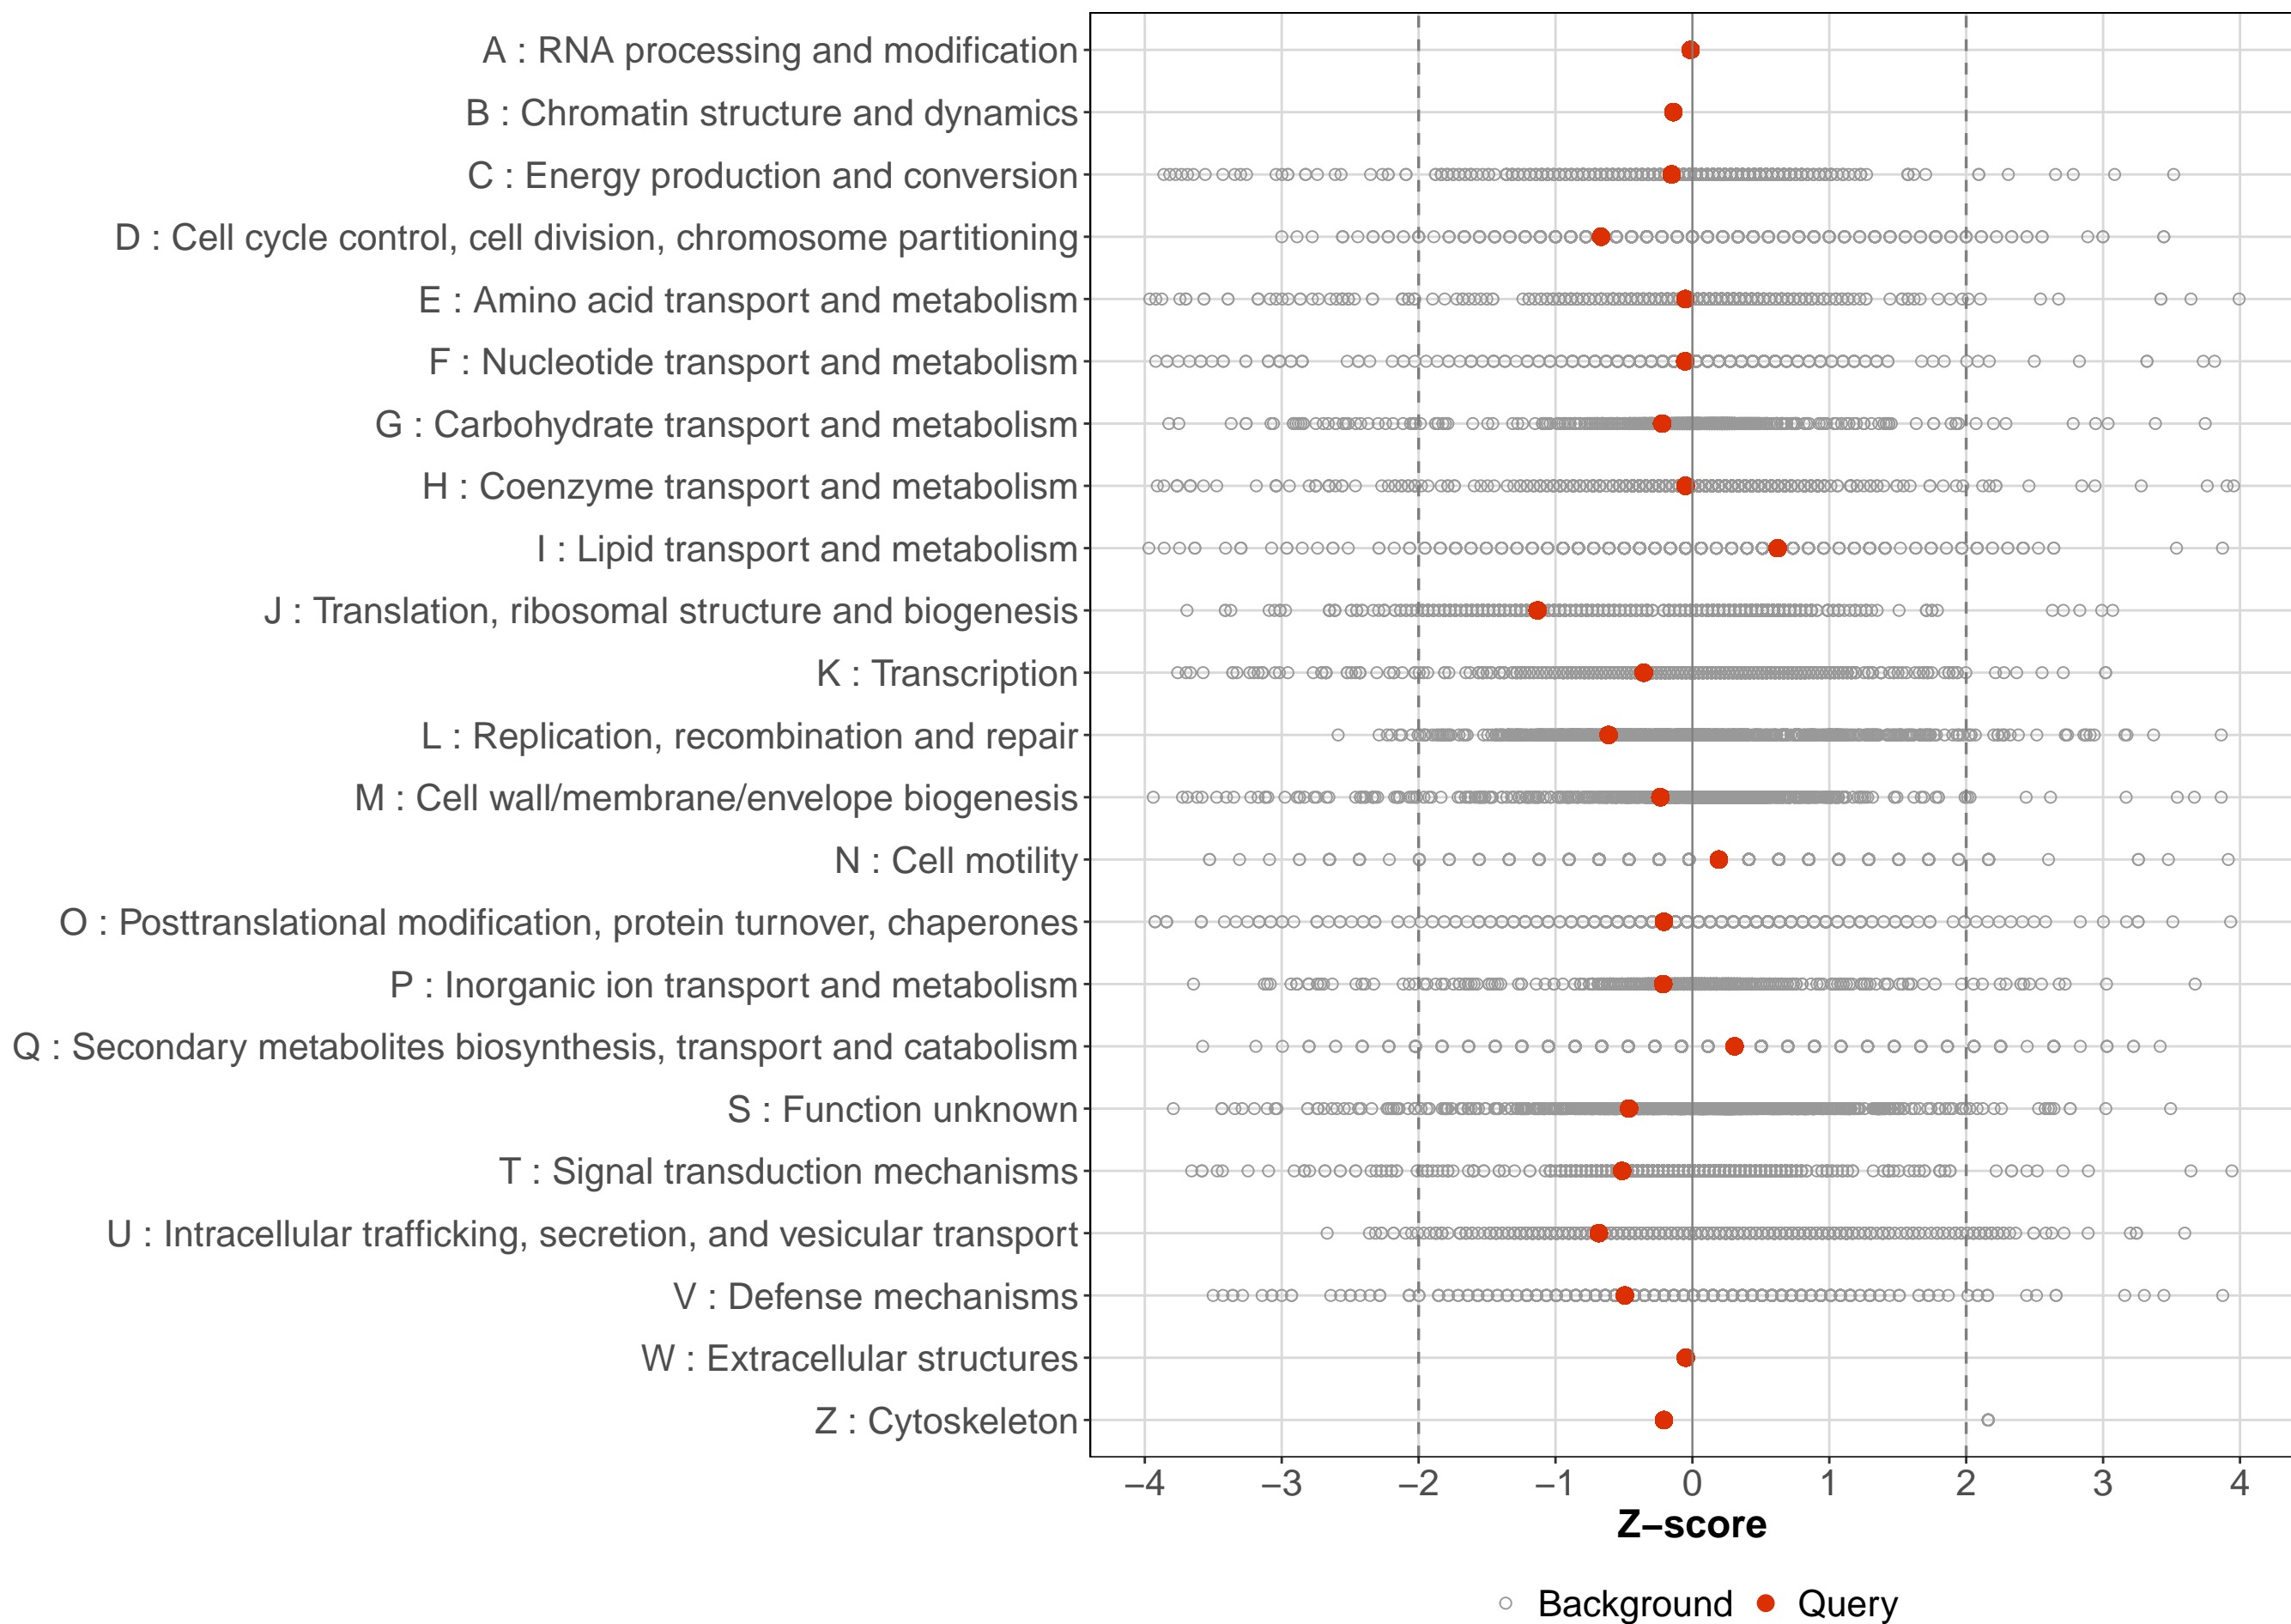 A : RNA processing and modification
B : Chromatin structure and dynamics
C : Energy production and conversion
D : Cell cycle control, cell division, chromosome partitioning
E : Amino acid transport and metabolism
F : Nucleotide transport and metabolism
G : Carbohydrate transport and metabolism
H : Coenzyme transport and metabolism
I : Lipid transport and metabolism
J : Translation, ribosomal structure and biogenesis
K : Transcription
L : Replication, recombination and repair
M : Cell wall/membrane/envelope biogenesis
N : Cell motility
O : Posttranslational modification, protein turnover, chaperones
P : Inorganic ion transport and metabolism
Q : Secondary metabolites biosynthesis, transport and catabolism
S : Function unknown
T : Signal transduction mechanisms
U : Intracellular trafficking, secretion, and vesicular transport
V : Defense mechanisms
W : Extracellular structures
Z : Cytoskeleton
−4 −3 −2 −1 0 1 2 3 4
Z−score
Background Query